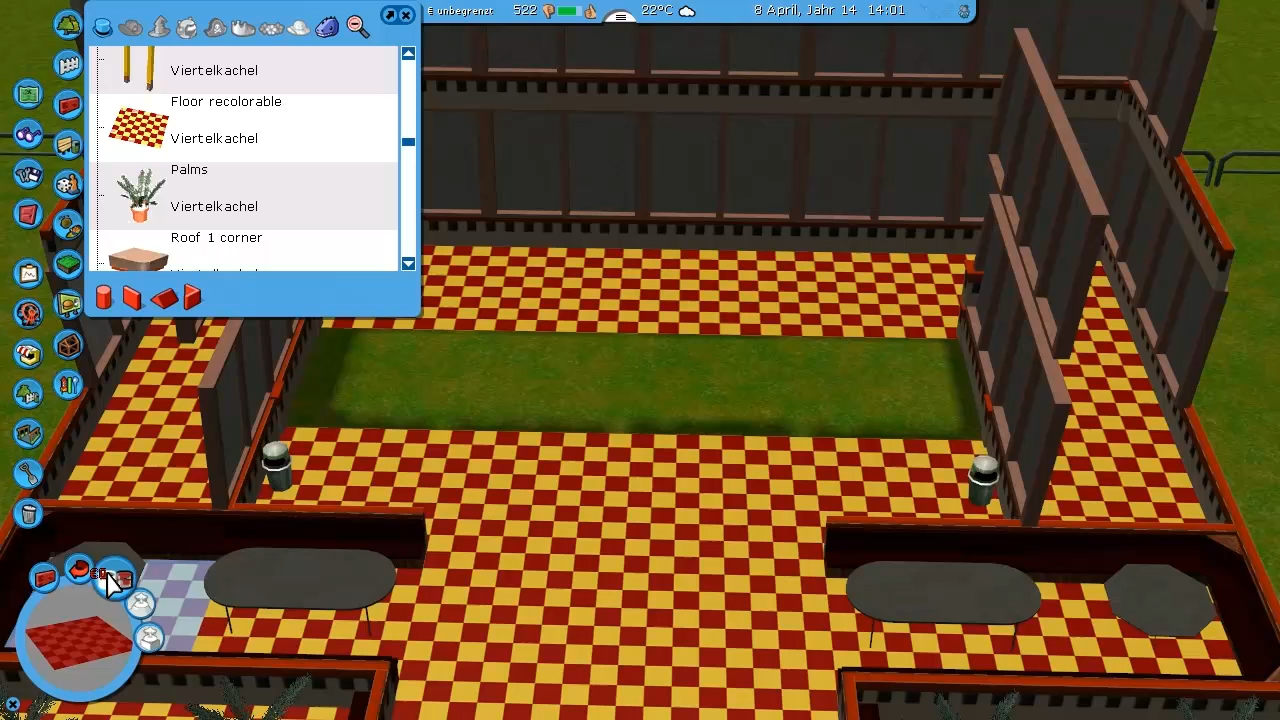 € unbegrenzt 522 22°C 8 April, Jahr 14 14:01
Viertelkachel
Floor recolorable
Viertelkachel
Palms
Viertelkachel
Roof 1 corner